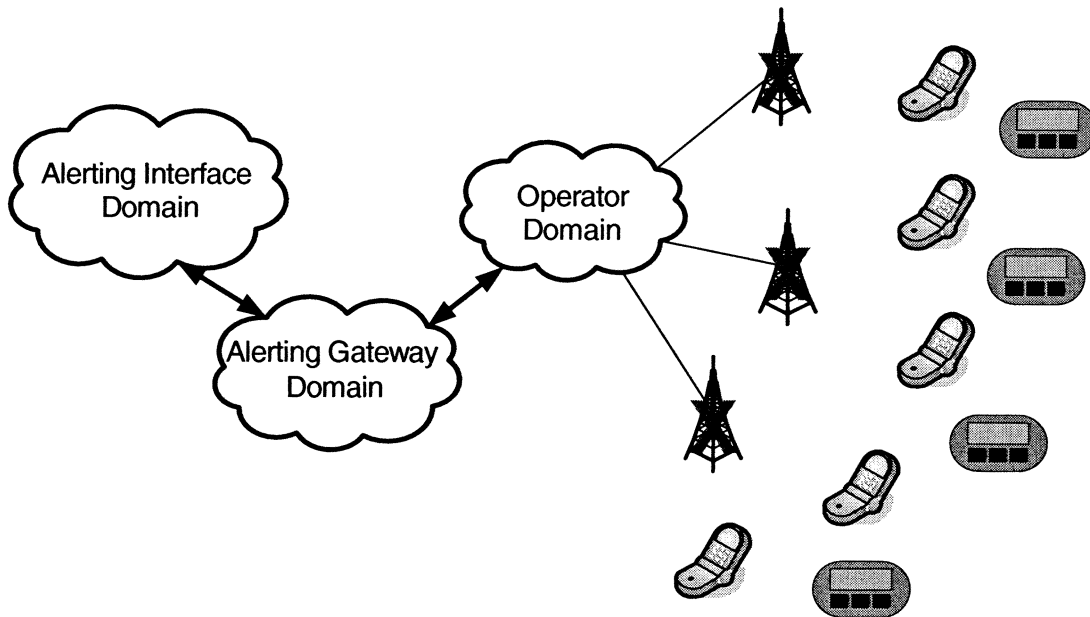 Alerting Interface
Domain
Operator
Domain
Alerting Gateway
Domain